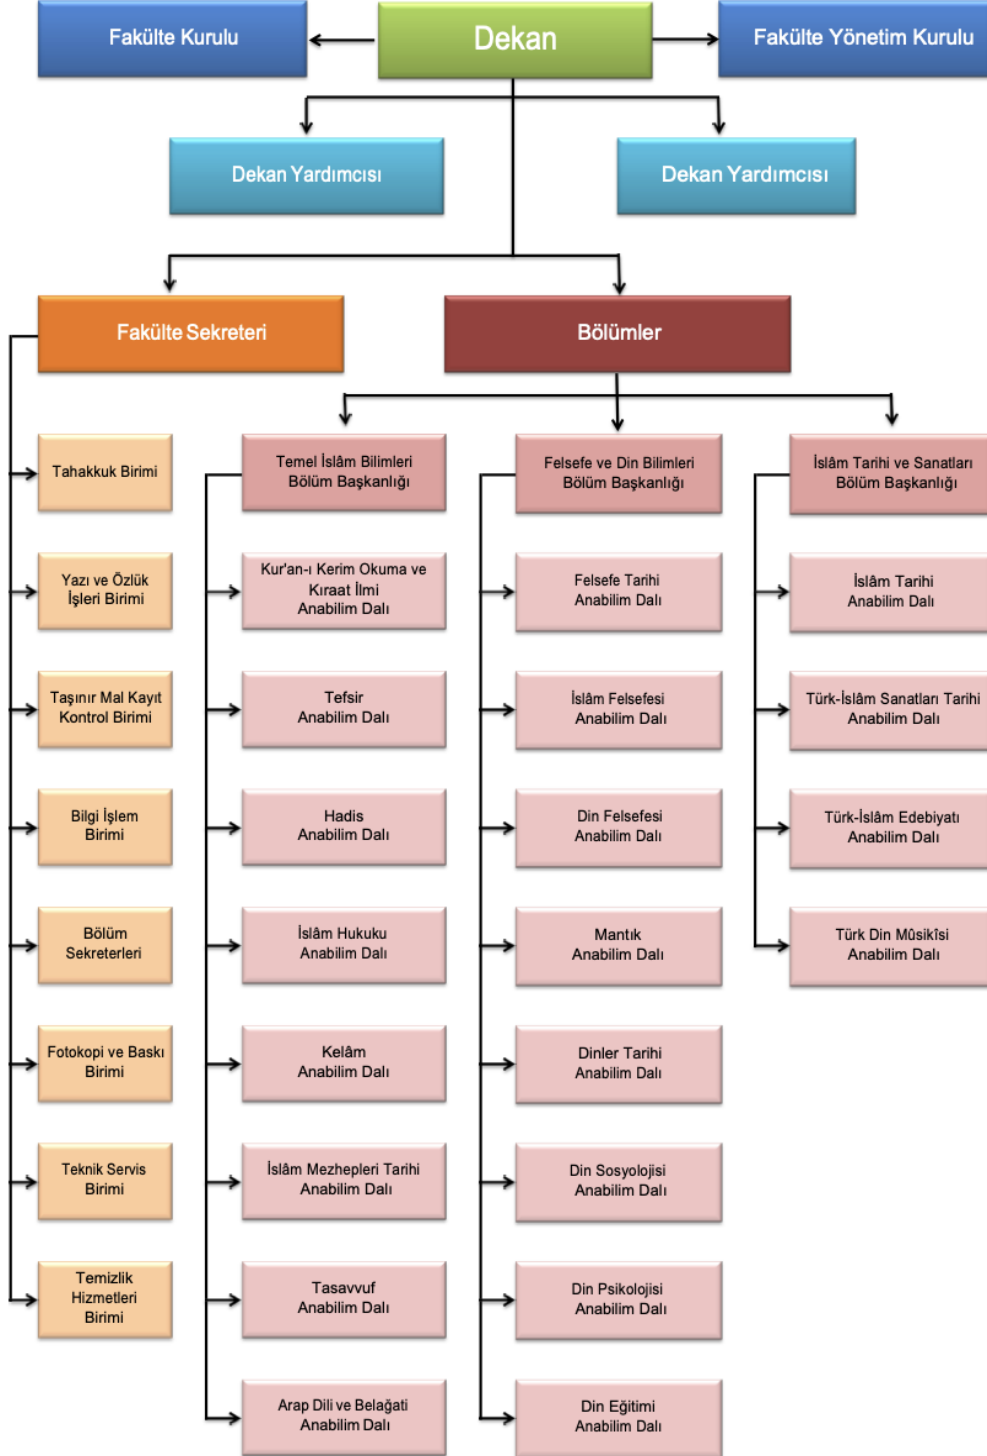 Fakülte Kurulu
Dekan
Fakülte Yönetim Kurulu
Dekan Yardımcısı
Dekan Yardımcısı
Fakülte Sekreteri
Bölümler
Tahakkuk Birimi
Yazı ve Özlük
İşleri Birimi
Taşınır Mal Kayıt
Kontrol Birimi
Bilgi İşlem
Birimi
Bölüm
Sekreterleri
Fotokopi ve Baskı
Birimi
Teknik Servis
Birimi
Temizlik
Hizmetleri
Birimi
Temel İslâm Bilimleri
Bölüm Başkanlığı
Kur'an-ı Kerim Okuma ve
Kıraat İlmi
Anabilim Dalı
Tefsir
Anabilim Dalı
Hadis
Anabilim Dalı
İslâm Hukuku
Anabilim Dalı
Kelâm
Anabilim Dalı
İslâm Mezhepleri Tarihi
Anabilim Dalı
Tasavvuf
Anabilim Dalı
Arap Dili ve Belağati
Anabilim Dalı
Felsefe ve Din Bilimleri
Bölüm Başkanlığı
Felsefe Tarihi
Anabilim Dalı
İslâm Felsefesi
Anabilim Dalı
Din Felsefesi
Anabilim Dalı
Mantık
Anabilim Dalı
Dinler Tarihi
Anabilim Dalı
Din Sosyolojisi
Anabilim Dalı
Din Psikolojisi
Anabilim Dalı
Din Eğitimi
Anabilim Dalı
İslâm Tarihi ve Sanatları
Bölüm Başkanlığı
İslâm Tarihi
Anabilim Dalı
Türk-İslâm Sanatları Tarihi
Anabilim Dalı
Türk-İslâm Edebiyatı
Anabilim Dalı
Türk Din Mûsikîsi
Anabilim Dalı